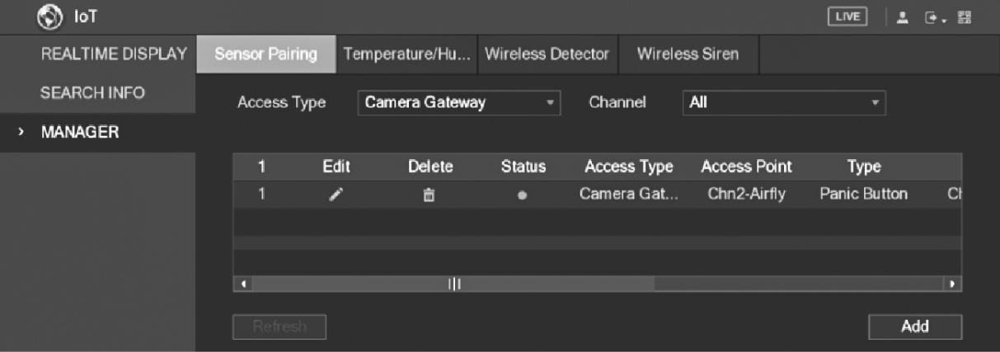 IoT
LIVE
REALTIME DISPLAY
SEARCH INFO
> MANAGER
Sensor Pairing Temperature/Hu... Wireless Detector Wireless Siren
Access Type Camera Gateway Channel All
1 Edit Delete Status Access Type Access Point Type
1 Camera Gat... Chn2-Airfly Panic Button
Refresh Add